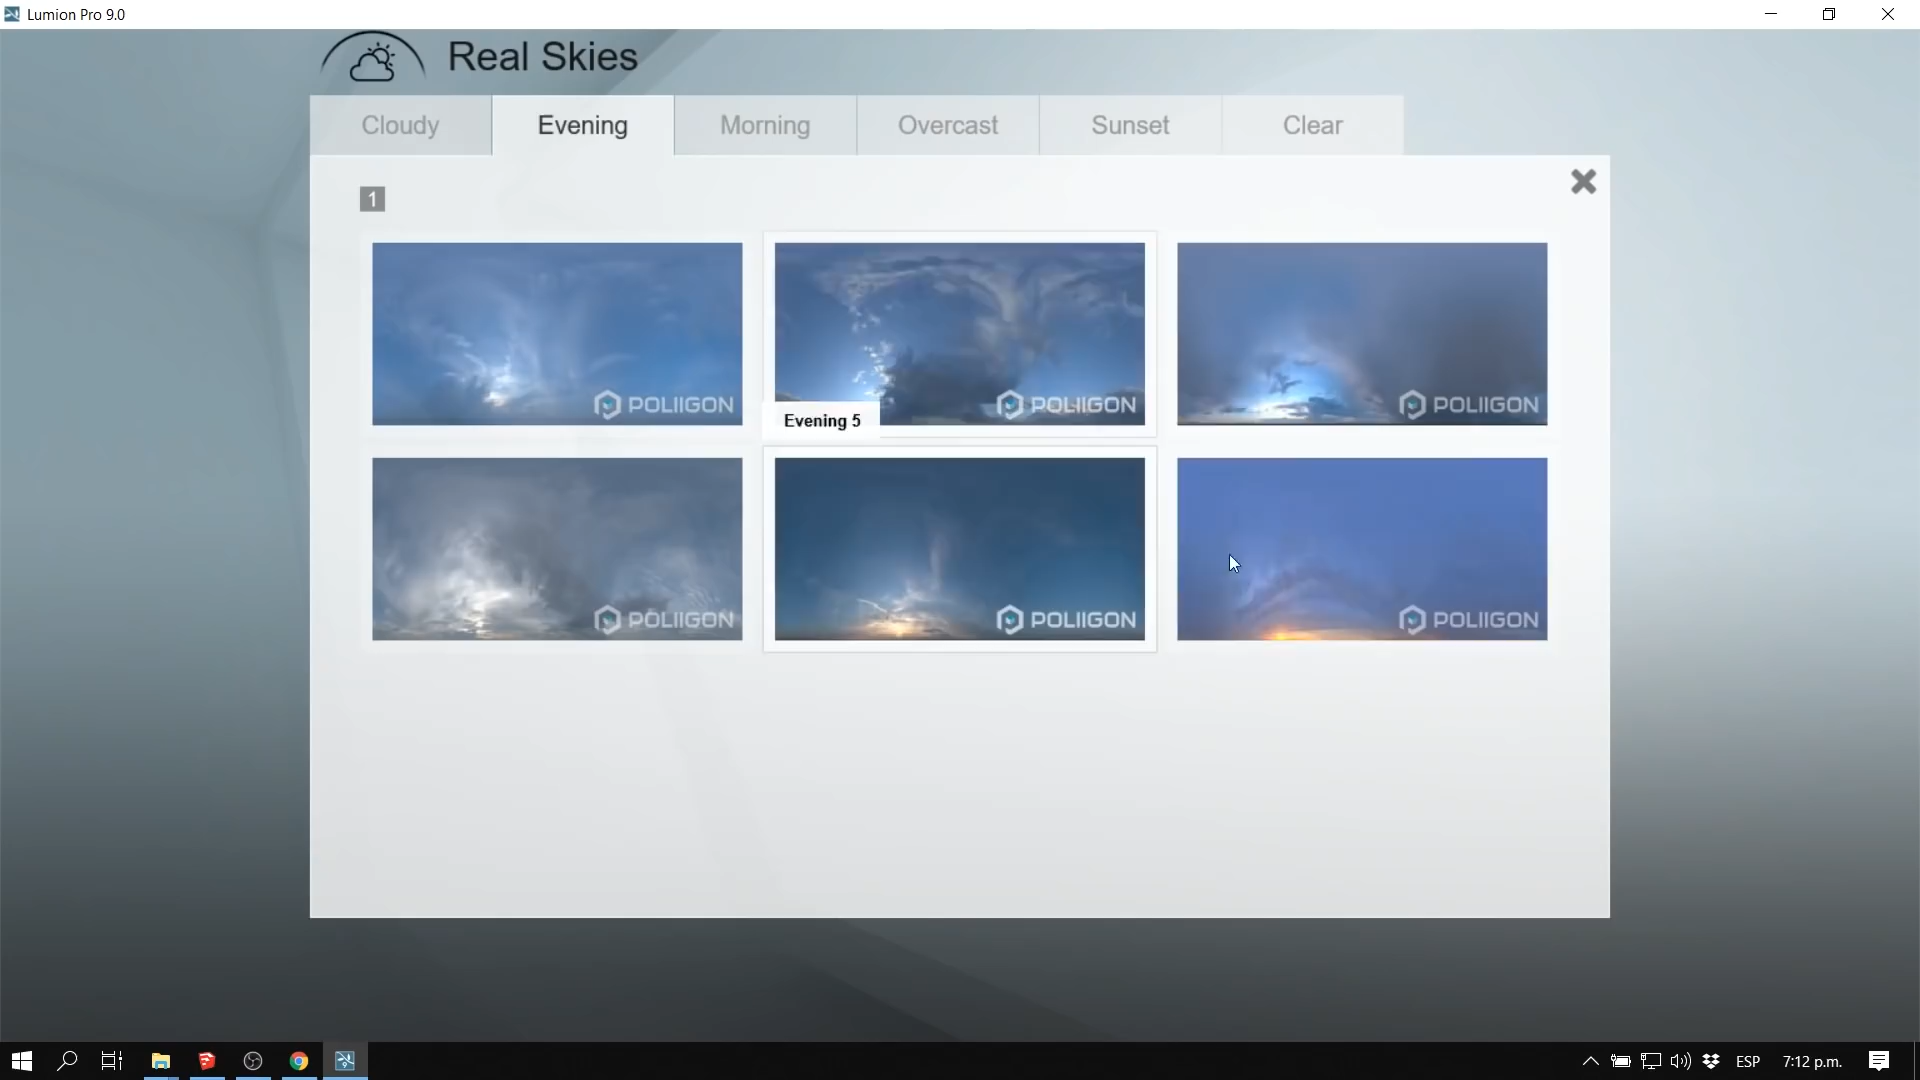 Lumion Pro 9.0
Real Skies
Cloudy
Evening
Morning
Overcast
Sunset
Clear
1
POLIIGON
POLIIGON
POLIIGON
Evening 5
POLIIGON
POLIIGON
POLIIGON
ESP
7:12 p.m.